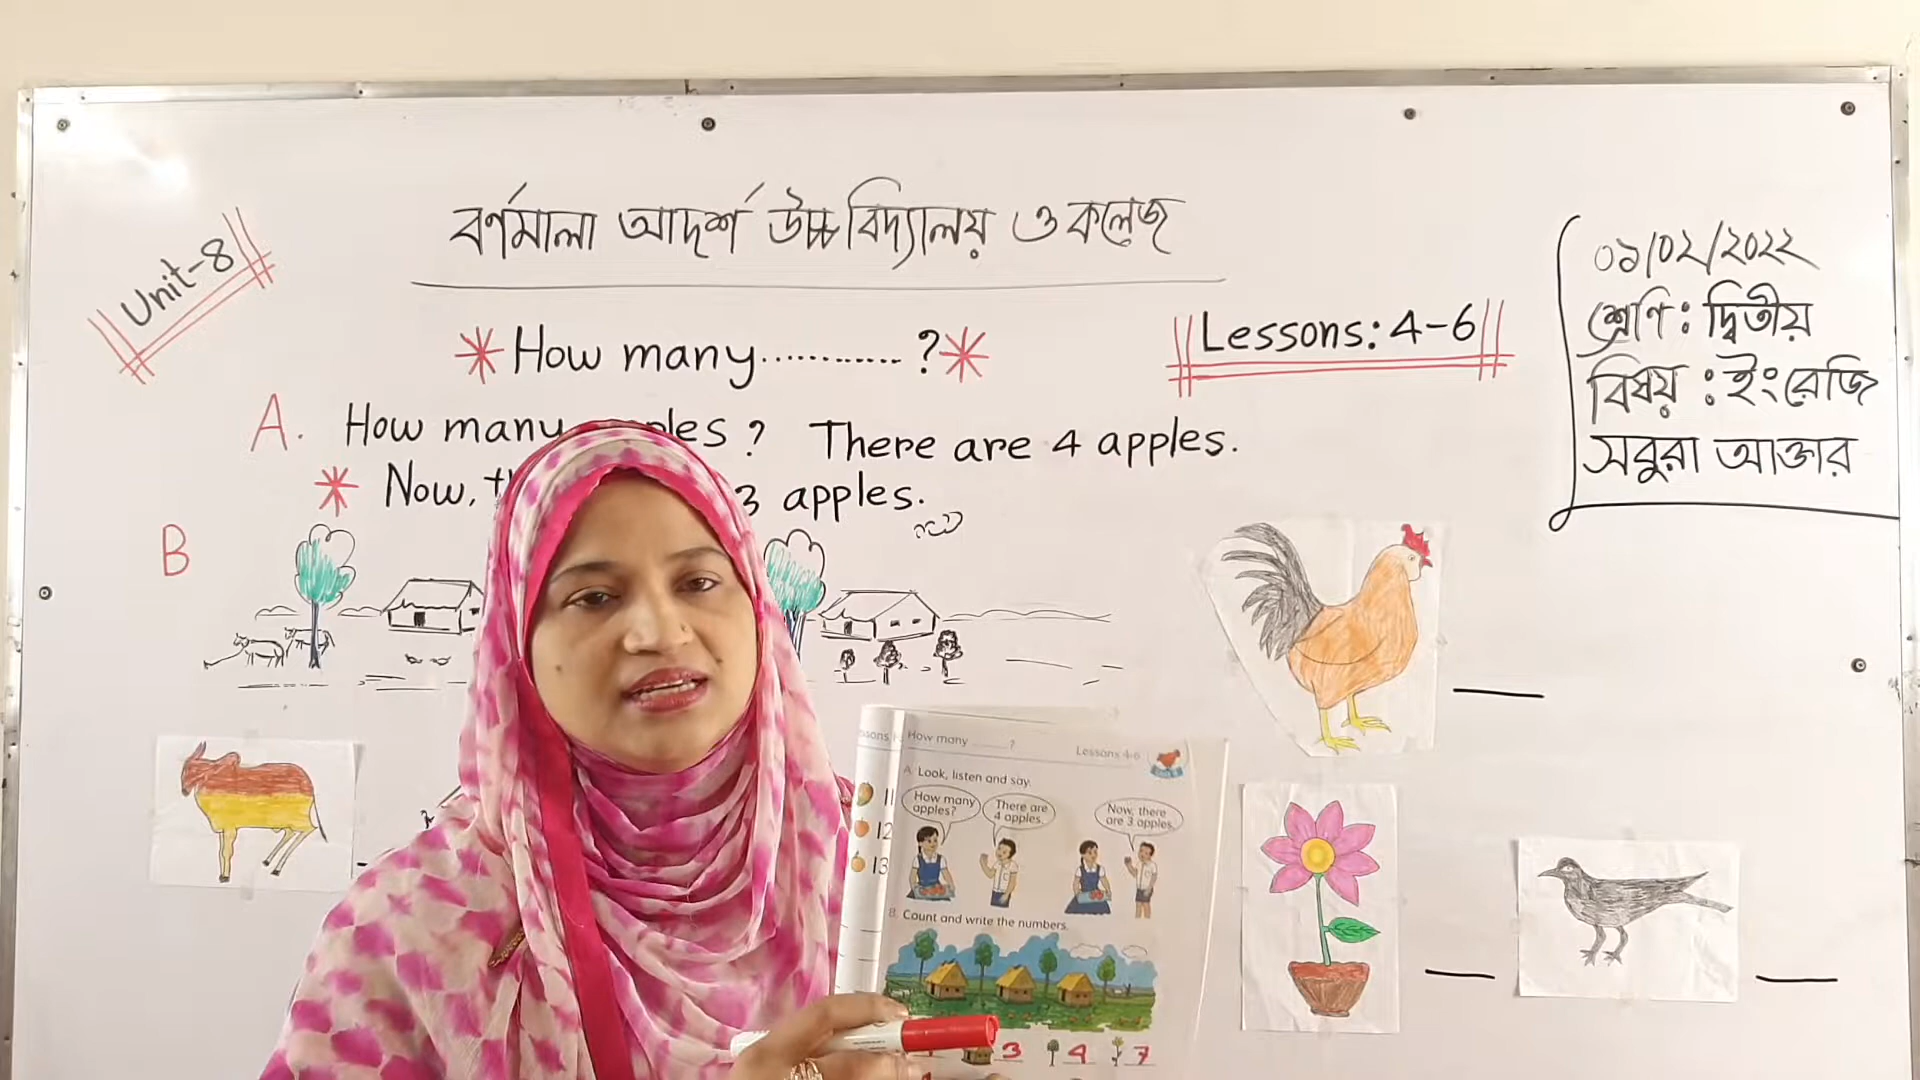 বর্ণমালা আদর্শ উচ্চ বিদ্যালয় ও কলেজ
Unit-8
* How many............ ? *
Lessons: 4-6
০১/০২/২০২২
শ্রেণি : দ্বিতীয়
বিষয় : ইংরেজি
সবুরা আক্তার
A. How many ? There are 4 apples.
* Now, 3 apples.
B
How many ? Lessons 4-6
A. Look, listen and say.
How many
apples?
There are
4 apples.
Now, there
are 3 apples.
11
12
13
B. Count and write the numbers.
3 4 7